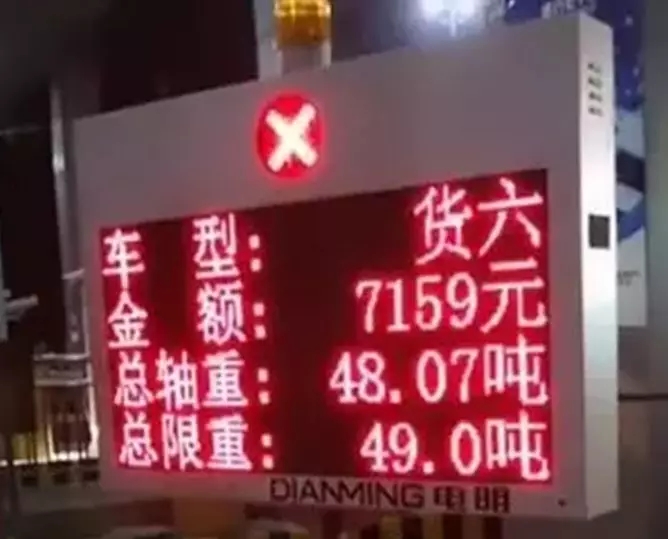 车型：货六
金额：7159元
总轴重：48.07吨
总限重：49.0吨
DIANMING 电明